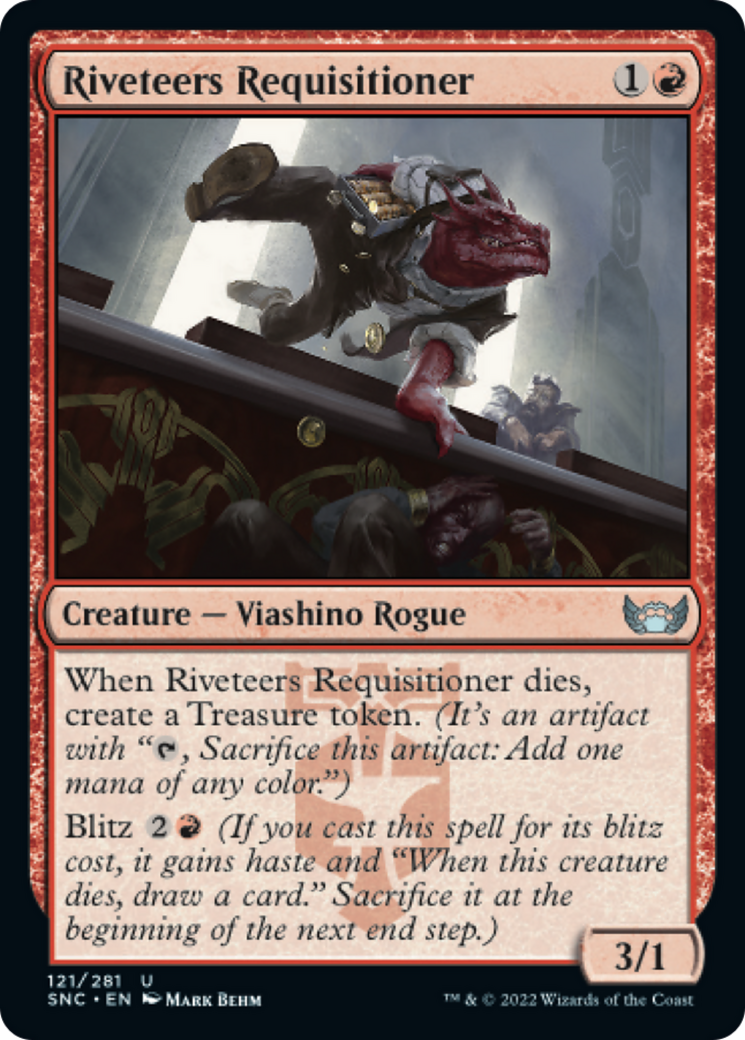 Riveteers Requisitioner 1
Creature — Viashino Rogue
When Riveteers Requisitioner dies,
create a Treasure token. (It's an artifact
with “, Sacrifice this artifact: Add one
mana of any color.”)
Blitz 2 (If you cast this spell for its blitz
cost, it gains haste and “When this creature
dies, draw a card.” Sacrifice it at the
beginning of the next end step.)
3/1
121/281 U
SNC • EN Mark Behm
™ & © 2022 Wizards of the Coast